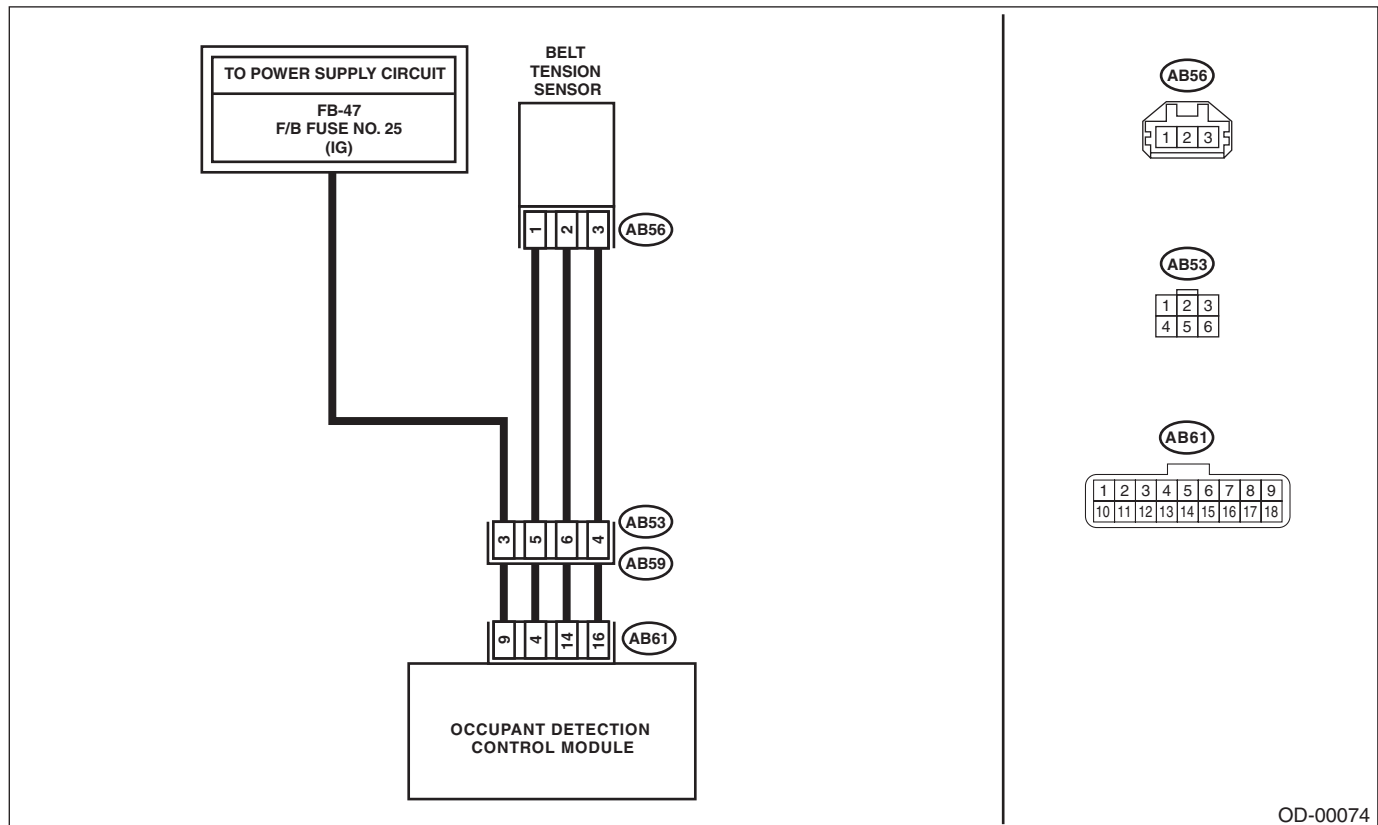 TO POWER SUPPLY CIRCUIT
FB-47
F/B FUSE NO. 25
(IG)
BELT
TENSION
SENSOR
1 2 3
AB56
3 5 6 4
AB53
AB59
9 4 14 16
AB61
OCCUPANT DETECTION
CONTROL MODULE
AB56
1 2 3
AB53
1 2 3
4 5 6
AB61
1 2 3 4 5 6 7 8 9
10 11 12 13 14 15 16 17 18
OD-00074